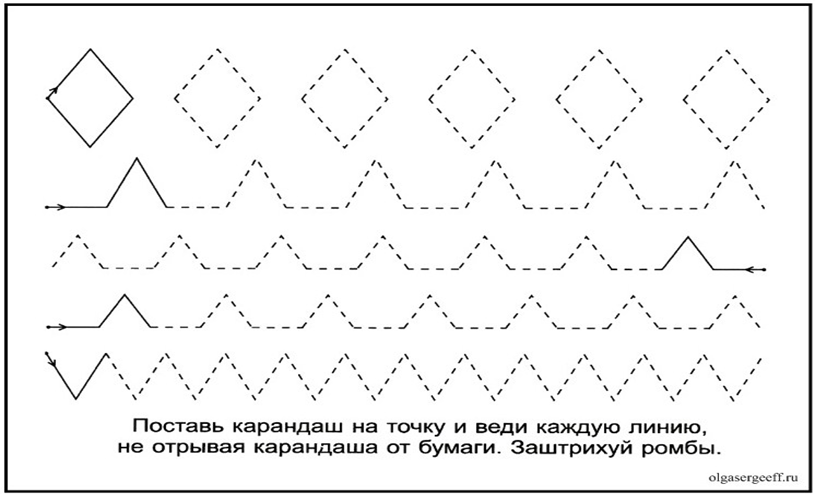 Поставь карандаш на точку и веди каждую линию,
не отрывая карандаша от бумаги. Заштрихуй ромбы.
olgasergeeff.ru